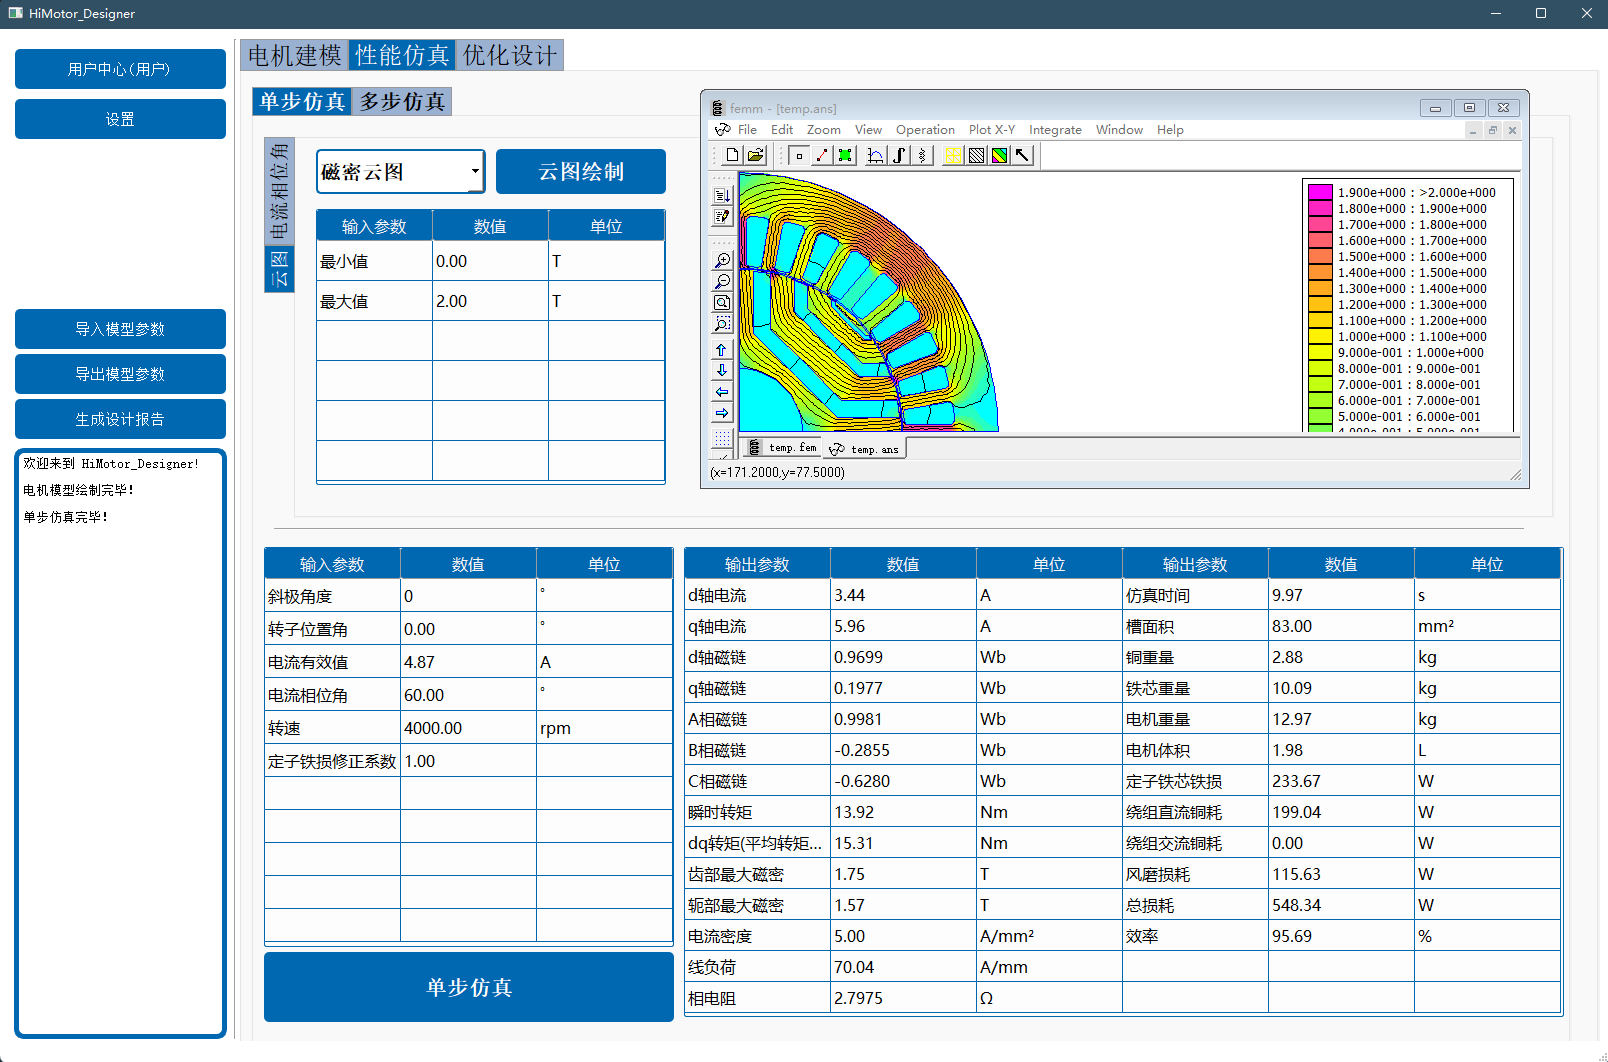 HiMotor_Designer
用户中心(用户)
设置
导入模型参数
导出模型参数
生成设计报告
欢迎来到 HiMotor_Designer!
电机模型绘制完毕!
单步仿真完毕!
电机建模 性能仿真 优化设计
单步仿真 多步仿真
电流相位角
云图
磁密云图
云图绘制
输入参数 数值 单位
最小值 0.00 T
最大值 2.00 T
femm - [temp.ans]
File Edit Zoom View Operation Plot X-Y Integrate Window Help
1.900e+000 : >2.000e+000
1.800e+000 : 1.900e+000
1.700e+000 : 1.800e+000
1.600e+000 : 1.700e+000
1.500e+000 : 1.600e+000
1.400e+000 : 1.500e+000
1.300e+000 : 1.400e+000
1.200e+000 : 1.300e+000
1.100e+000 : 1.200e+000
1.000e+000 : 1.100e+000
9.000e-001 : 1.000e+000
8.000e-001 : 9.000e-001
7.000e-001 : 8.000e-001
6.000e-001 : 7.000e-001
5.000e-001 : 6.000e-001
4.000e-001 : 5.000e-001
temp.fem temp.ans
(x=171.2000,y=77.5000)
输入参数 数值 单位
斜极角度 0 °
转子位置角 0.00 °
电流有效值 4.87 A
电流相位角 60.00 °
转速 4000.00 rpm
定子铁损修正系数 1.00
单步仿真
输出参数 数值 单位 输出参数 数值 单位
d轴电流 3.44 A 仿真时间 9.97 s
q轴电流 5.96 A 槽面积 83.00 mm²
d轴磁链 0.9699 Wb 铜重量 2.88 kg
q轴磁链 0.1977 Wb 铁芯重量 10.09 kg
A相磁链 0.9981 Wb 电机重量 12.97 kg
B相磁链 -0.2855 Wb 电机体积 1.98 L
C相磁链 -0.6280 Wb 定子铁芯铁损 233.67 W
瞬时转矩 13.92 Nm 绕组直流铜耗 199.04 W
dq转矩(平均转矩... 15.31 Nm 绕组交流铜耗 0.00 W
齿部最大磁密 1.75 T 风磨损耗 115.63 W
轭部最大磁密 1.57 T 总损耗 548.34 W
电流密度 5.00 A/mm² 效率 95.69 %
线负荷 70.04 A/mm
相电阻 2.7975 Ω